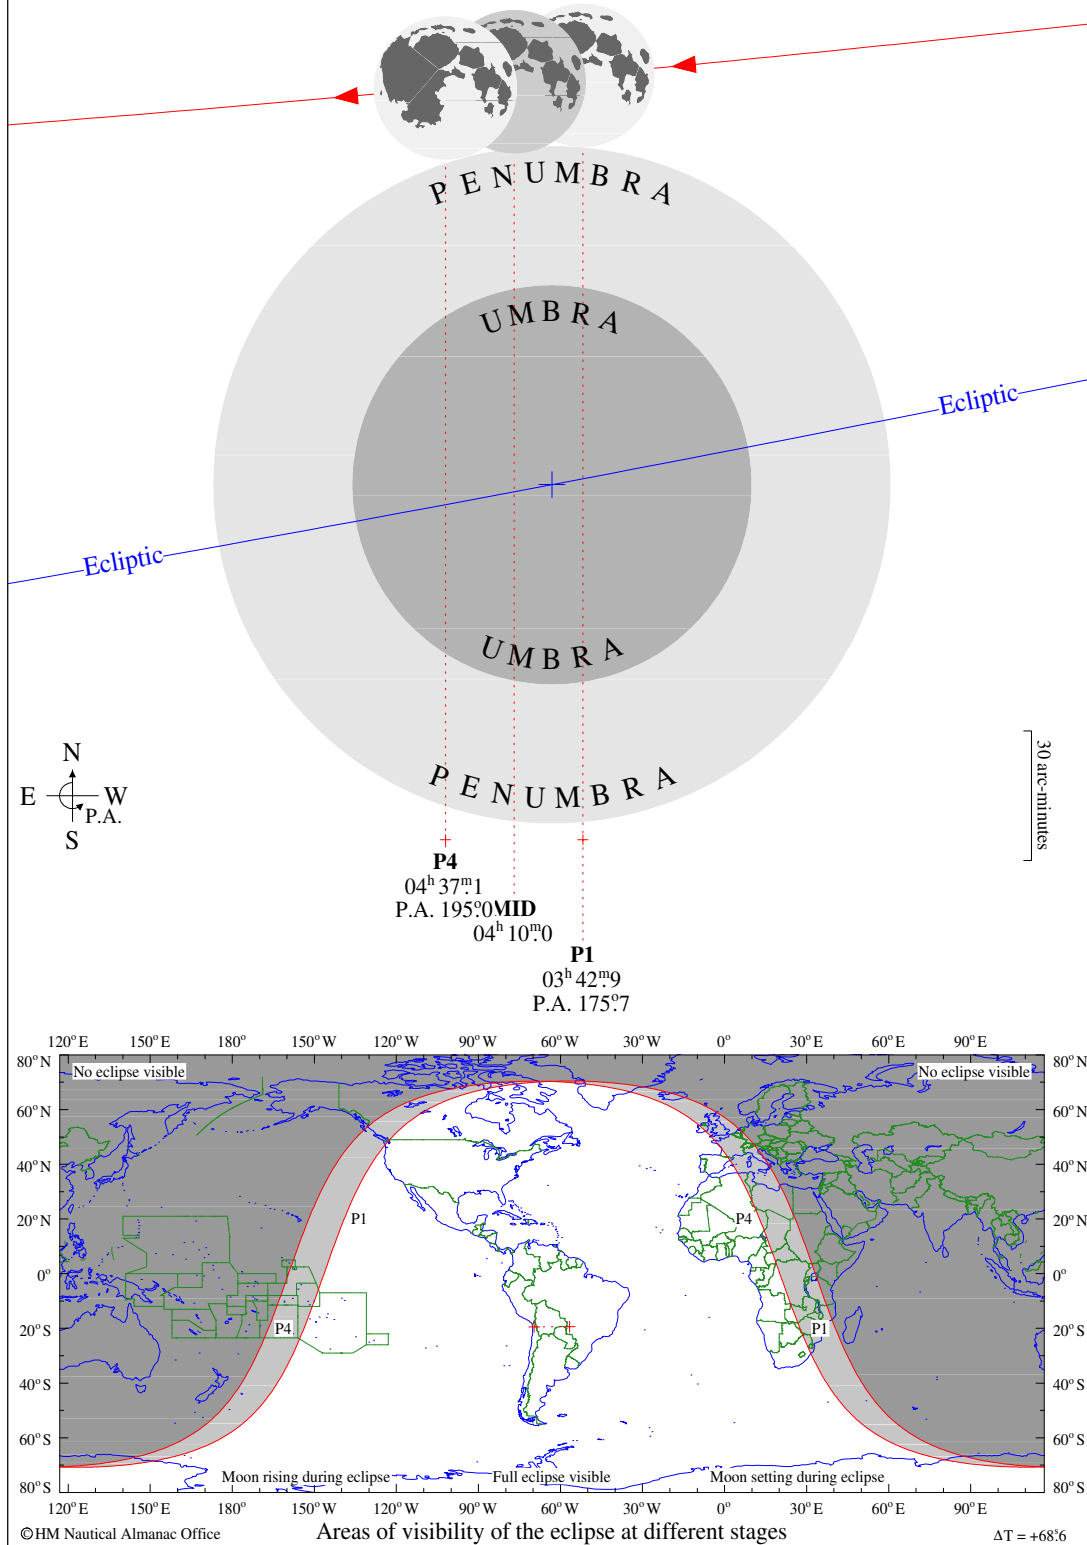 PENUMBRA
UMBRA
Ecliptic
Ecliptic
UMBRA
PENUMBRA
N
E W
P.A.
S
30 arc-minutes
P4
04h 37m.1
P.A. 195°.0
MID
04h 10m.0
P1
03h 42m.9
P.A. 175°.7
120°E 150°E 180° 150°W 120°W 90°W 60°W 30°W 0° 30°E 60°E 90°E
80°N No eclipse visible No eclipse visible 80°N
60°N 60°N
40°N 40°N
20°N P1 P4 20°N
0° 0°
20°S P4 P1 20°S
40°S 40°S
60°S 60°S
Moon rising during eclipse Full eclipse visible Moon setting during eclipse
80°S 80°S
120°E 150°E 180° 150°W 120°W 90°W 60°W 30°W 0° 30°E 60°E 90°E
©HM Nautical Almanac Office Areas of visibility of the eclipse at different stages ΔT = +68s.6